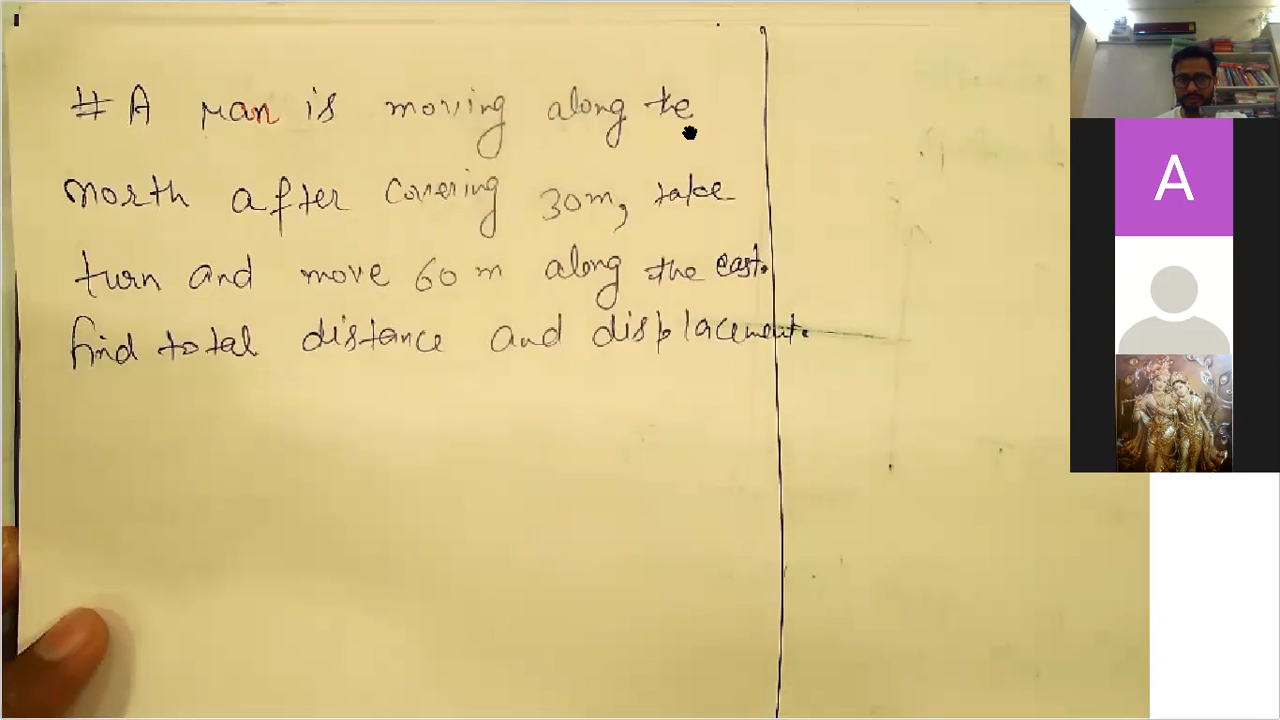 # A man is moving along te
north after covering 30m, take
turn and move 60 m along the east.
find total distance and displacement.
A